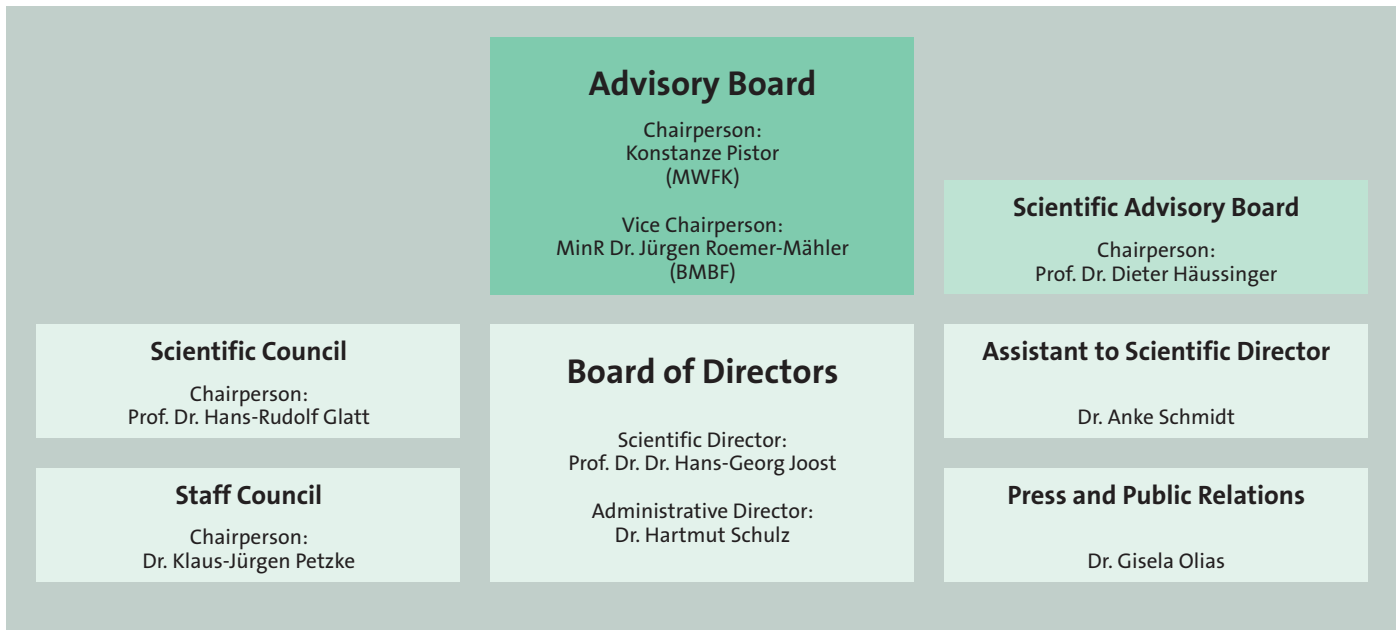 Advisory Board
Chairperson:
Konstanze Pistor
(MWFK)
Vice Chairperson:
MinR Dr. Jürgen Roemer-Mähler
(BMBF)
Scientific Advisory Board
Chairperson:
Prof. Dr. Dieter Häussinger
Scientific Council
Chairperson:
Prof. Dr. Hans-Rudolf Glatt
Board of Directors
Scientific Director:
Prof. Dr. Dr. Hans-Georg Joost
Administrative Director:
Dr. Hartmut Schulz
Assistant to Scientific Director
Dr. Anke Schmidt
Staff Council
Chairperson:
Dr. Klaus-Jürgen Petzke
Press and Public Relations
Dr. Gisela Olias